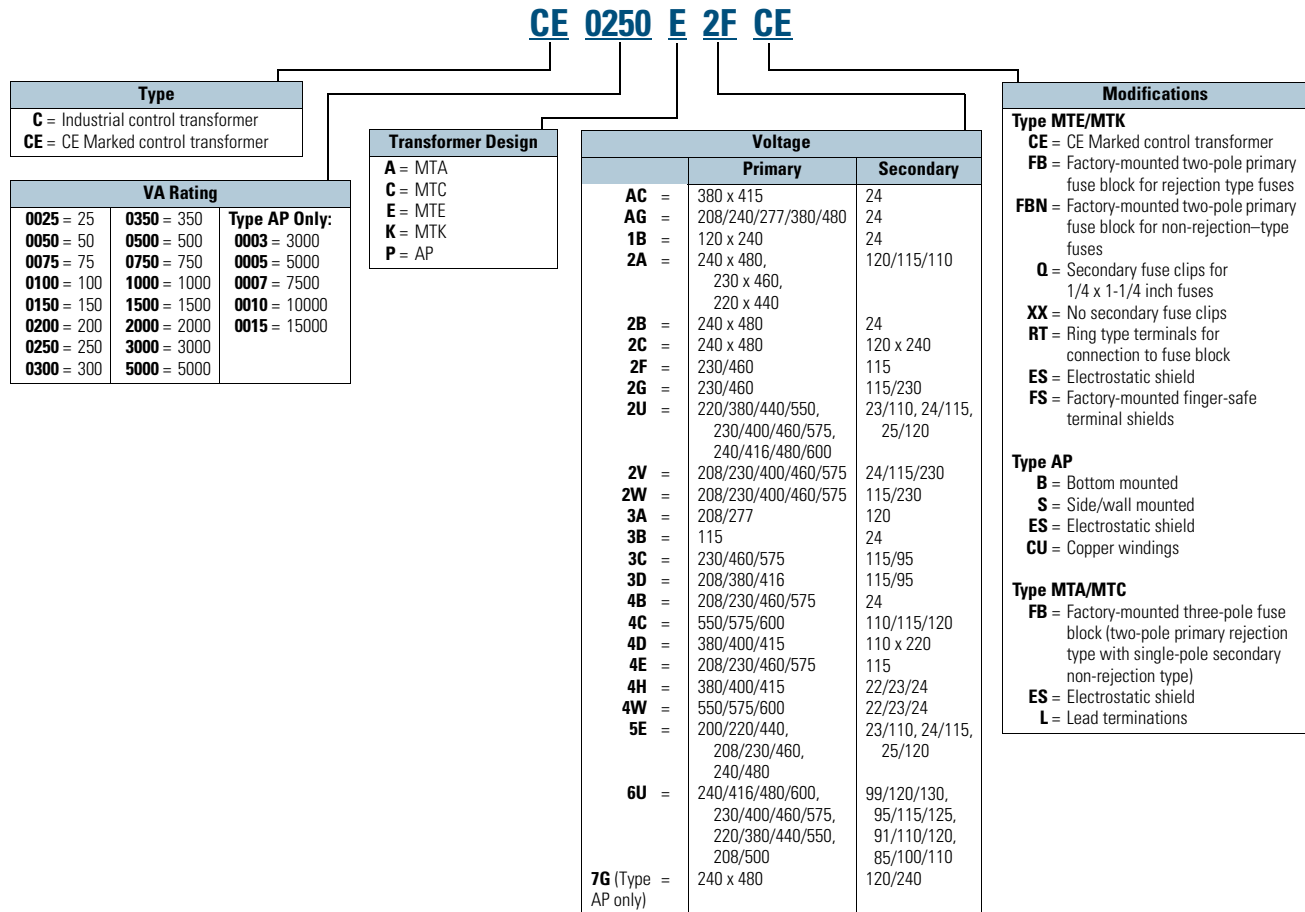 CE 0250 E 2F CE
Type
C = Industrial control transformer
CE = CE Marked control transformer
VA Rating
0025 = 25 0350 = 350 Type AP Only:
0050 = 50 0500 = 500 0003 = 3000
0075 = 75 0750 = 750 0005 = 5000
0100 = 100 1000 = 1000 0007 = 7500
0150 = 150 1500 = 1500 0010 = 10000
0200 = 200 2000 = 2000 0015 = 15000
0250 = 250 3000 = 3000
0300 = 300 5000 = 5000
Transformer Design
A = MTA
C = MTC
E = MTE
K = MTK
P = AP
Voltage
Primary Secondary
AC = 380 x 415 24
AG = 208/240/277/380/480 24
1B = 120 x 240 24
2A = 240 x 480, 120/115/110
230 x 460,
220 x 440
2B = 240 x 480 24
2C = 240 x 480 120 x 240
2F = 230/460 115
2G = 230/460 115/230
2U = 220/380/440/550, 23/110, 24/115,
230/400/460/575, 25/120
240/416/480/600
2V = 208/230/400/460/575 24/115/230
2W = 208/230/400/460/575 115/230
3A = 208/277 120
3B = 115 24
3C = 230/460/575 115/95
3D = 208/380/416 115/95
4B = 208/230/460/575 24
4C = 550/575/600 110/115/120
4D = 380/400/415 110 x 220
4E = 208/230/460/575 115
4H = 380/400/415 22/23/24
4W = 550/575/600 22/23/24
5E = 200/220/440, 23/110, 24/115,
208/230/460, 25/120
240/480
6U = 240/416/480/600, 99/120/130,
230/400/460/575, 95/115/125,
220/380/440/550, 91/110/120,
208/500 85/100/110
7G (Type = 240 x 480 120/240
AP only)
Modifications
Type MTE/MTK
CE = CE Marked control transformer
FB = Factory-mounted two-pole primary
fuse block for rejection type fuses
FBN = Factory-mounted two-pole primary
fuse block for non-rejection–type
fuses
Q = Secondary fuse clips for
1/4 x 1-1/4 inch fuses
XX = No secondary fuse clips
RT = Ring type terminals for
connection to fuse block
ES = Electrostatic shield
FS = Factory-mounted finger-safe
terminal shields
Type AP
B = Bottom mounted
S = Side/wall mounted
ES = Electrostatic shield
CU = Copper windings
Type MTA/MTC
FB = Factory-mounted three-pole fuse
block (two-pole primary rejection
type with single-pole secondary
non-rejection type)
ES = Electrostatic shield
L = Lead terminations